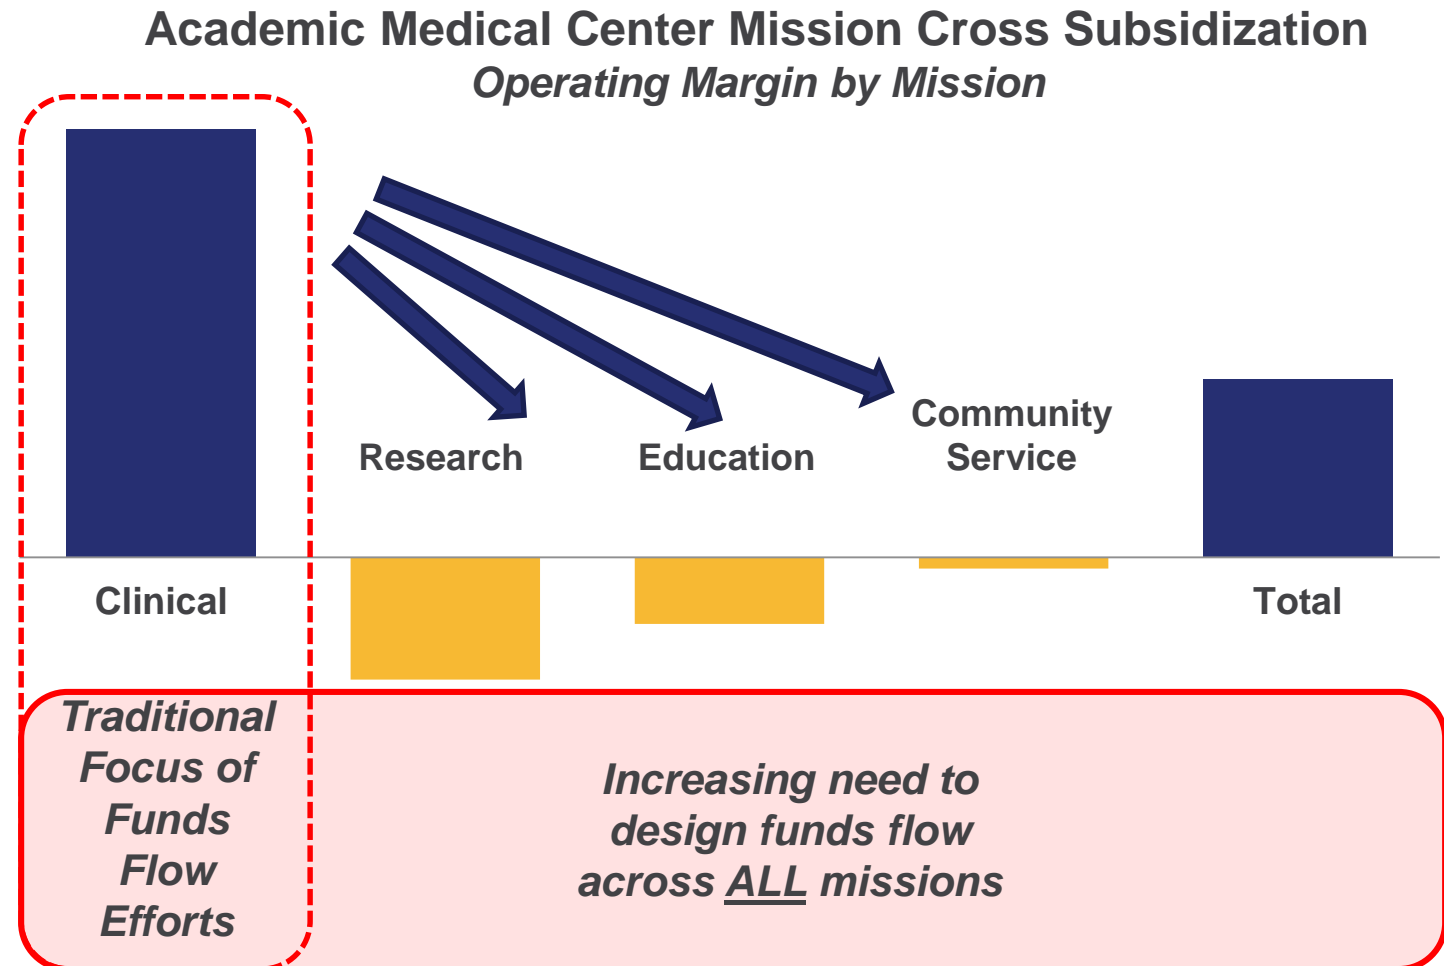 Academic Medical Center Mission Cross Subsidization
Operating Margin by Mission
Community
Service
Research
Education
Clinical
Total
Traditional
Focus of
Funds
Flow
Efforts
Increasing need to
design funds flow
across ALL missions